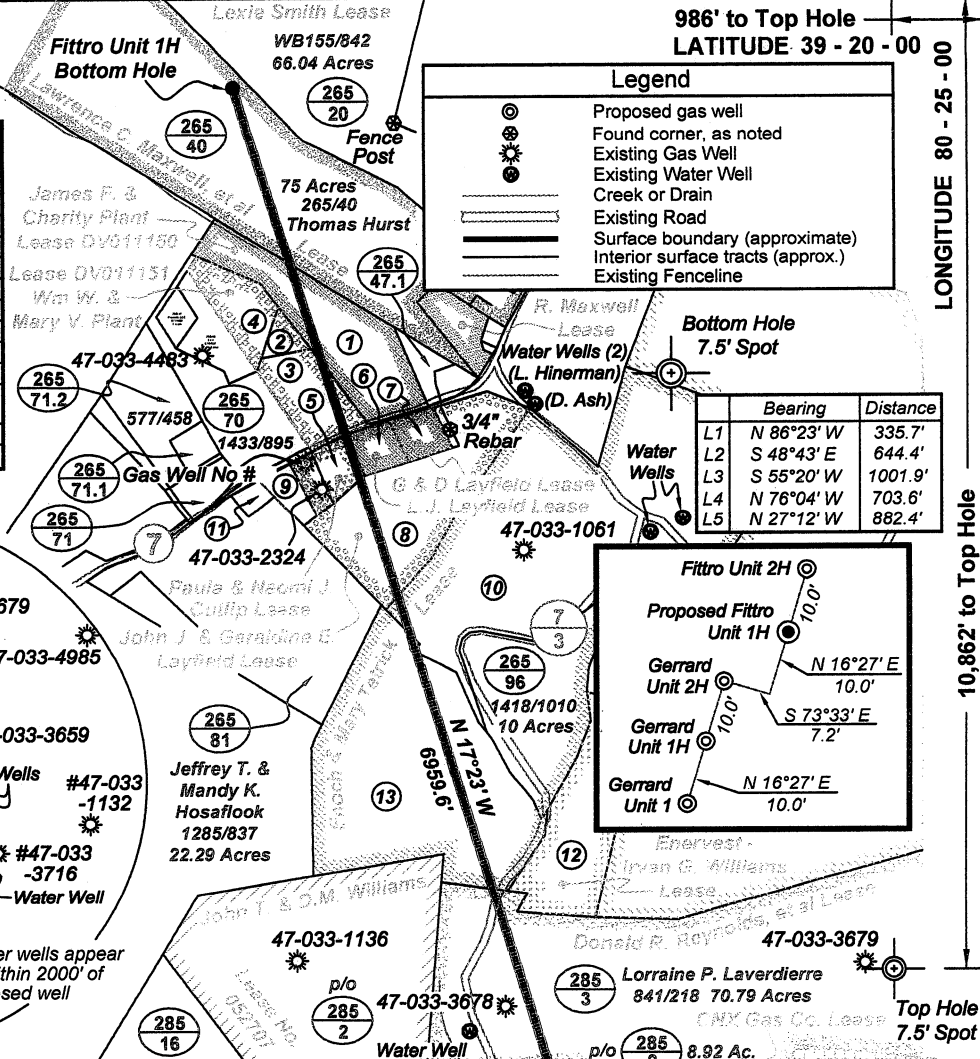 Lexie Smith Lease
986' to Top Hole
LATITUDE 39 - 20 - 00
LONGITUDE 80 - 25 - 00
10,862' to Top Hole
Fittro Unit 1H
Bottom Hole
WB155/842
66.04 Acres
265
20
Fence
Post
265
40
Lawrence C. Maxwell, et al
Lease
75 Acres
265/40
Thomas Hurst
265
47.1
Legend
Proposed gas well
Found corner, as noted
Existing Gas Well
Existing Water Well
Creek or Drain
Existing Road
Surface boundary (approximate)
Interior surface tracts (approx.)
Existing Fenceline
James F. &
Charity Plant
Lease DV011150
Lease DV011151
Wm W. &
Mary V. Plant
R. Maxwell
Lease
Bottom Hole
7.5' Spot
Water Wells (2)
(L. Hinerman)
(D. Ash)
47-033-4483
4
2
3
1
6
7
5
265
71.2
577/458
265
70
1433/895
3/4"
Rebar
Water
Wells
Bearing Distance
L1 N 86°23' W 335.7'
L2 S 48°43' E 644.4'
L3 S 55°20' W 1001.9'
L4 N 76°04' W 703.6'
L5 N 27°12' W 882.4'
265
71.1
Gas Well No #
9
265
71
11
7
47-033-2324
G & D Layfield Lease
L.J. Layfield Lease
8
47-033-1061
10
Paula & Naomi J.
Cutlip Lease
John J. & Geraldine E.
Layfield Lease
Lease
Enoch & Mary Tetrick
7
3
265
96
1418/1010
10 Acres
Fittro Unit 2H
10.0'
Proposed Fittro
Unit 1H
N 16°27' E
10.0'
Gerrard
Unit 2H
S 73°33' E
7.2'
10.0'
Gerrard
Unit 1H
Gerrard
Unit 1
N 16°27' E
10.0'
679
7-033-4985
-033-3659
Wells
#47-033
-1132
#47-033
-3716
Water Well
er wells appear
thin 2000' of
osed well
265
81
Jeffrey T. &
Mandy K.
Hosaflook
1285/837
22.29 Acres
13
N 17°23' W
6959.6'
12
Enervest -
Irvan G. Williams
Lease
John T. & D.M. Williams
Donald R. Reynolds, et al Lease
47-033-1136
Lease No.
052707
p/o
285
2
47-033-3678
Water Well
285
16
285
3
Lorraine P. Laverdierre
841/218 70.79 Acres
47-033-3679
CNX Gas Co. Lease
Top Hole
7.5' Spot
p/o
285
8.92 Ac.